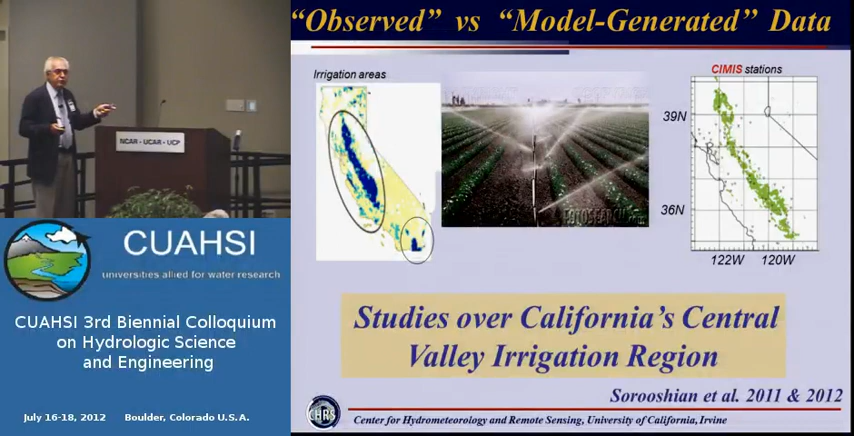 "Observed" vs "Model-Generated" Data
Irrigation areas
CIMIS stations
39N
36N
122W 120W
FOTOSEARCH
NCAR - UCAR - UCP
CUAHSI
universities allied for water research
CUAHSI 3rd Biennial Colloquium
on Hydrologic Science
and Engineering
July 16-18, 2012 Boulder, Colorado U.S.A.
Studies over California's Central
Valley Irrigation Region
Sorooshian et al. 2011 & 2012
CHRS
Center for Hydrometeorology and Remote Sensing, University of California, Irvine